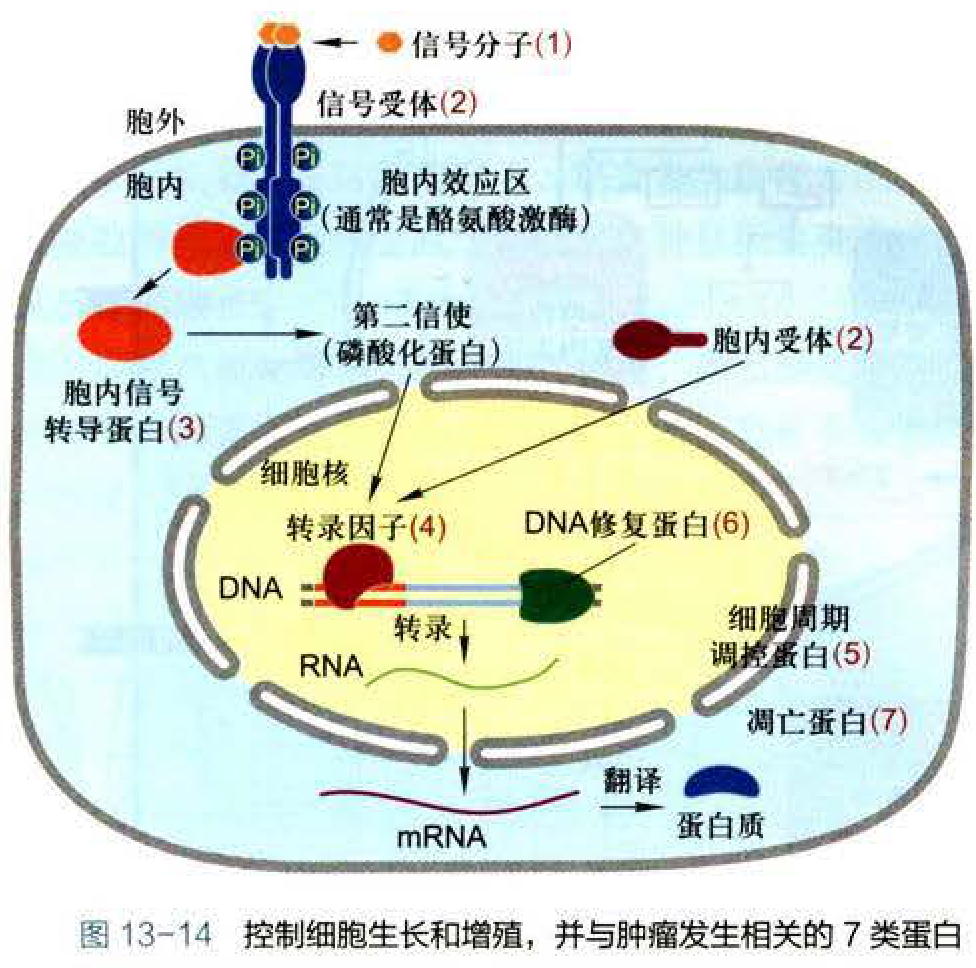 信号分子(1)
信号受体(2)
胞外
胞内
Pi Pi
Pi Pi
Pi Pi
胞内效应区
(通常是酪氨酸激酶)
第二信使
(磷酸化蛋白)
胞内受体(2)
胞内信号
转导蛋白(3)
细胞核
转录因子(4)
DNA修复蛋白(6)
DNA
转录
RNA
细胞周期
调控蛋白(5)
凋亡蛋白(7)
翻译
mRNA
蛋白质
图 13-14 控制细胞生长和增殖，并与肿瘤发生相关的 7 类蛋白